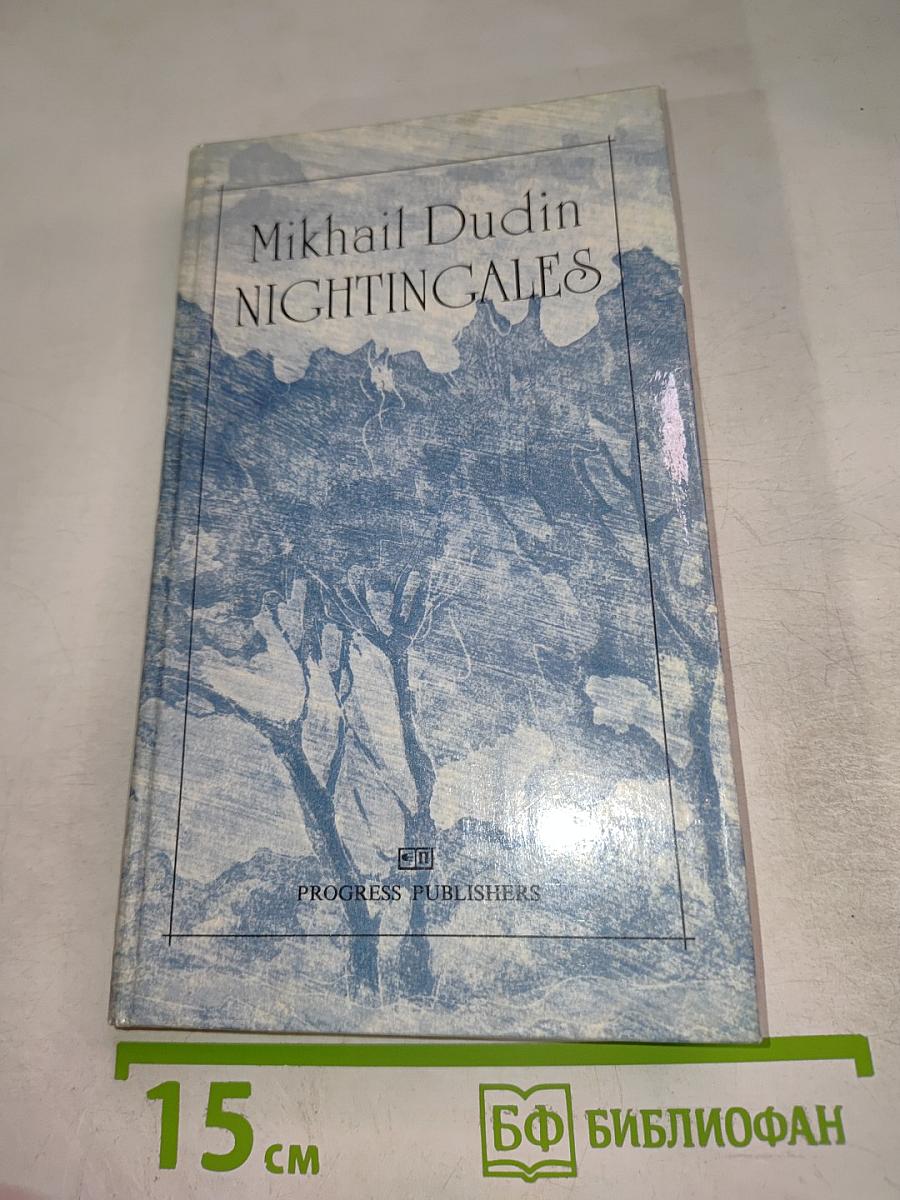 Mikhail Dudin
NIGHTINGALES
PROGRESS PUBLISHERS
15 см
БФ БИБЛИОФАН